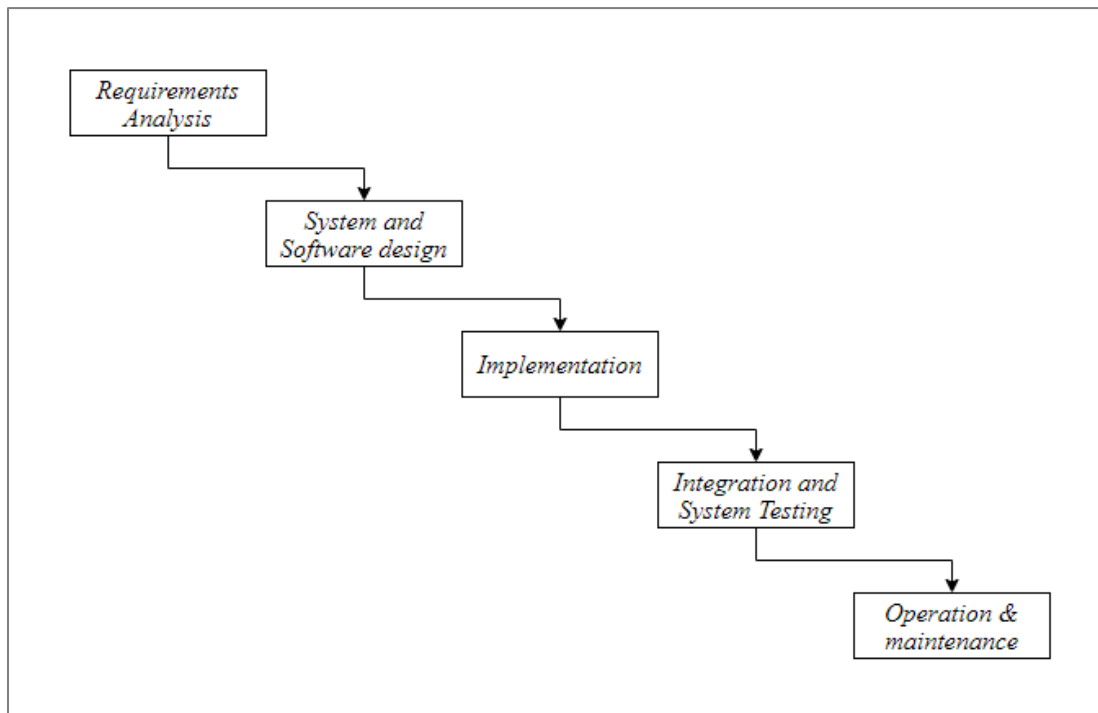 Requirements
Analysis
System and
Software design
Implementation
Integration and
System Testing
Operation &
maintenance